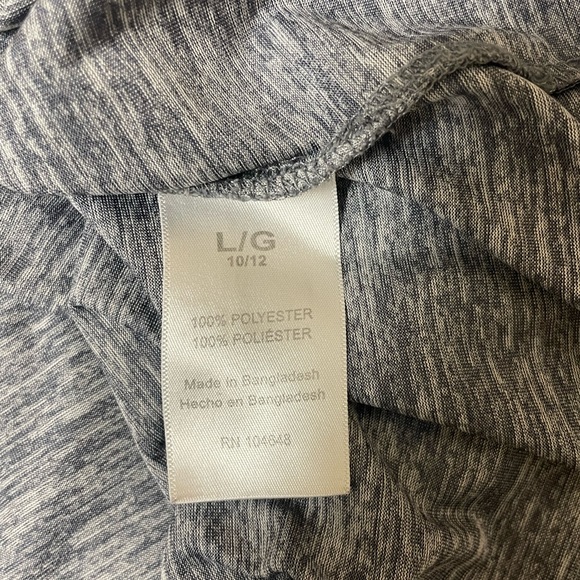 L/G
10/12
100% POLYESTER
100% POLIÉSTER
Made in Bangladesh
Hecho en Bangladesh
RN 104648